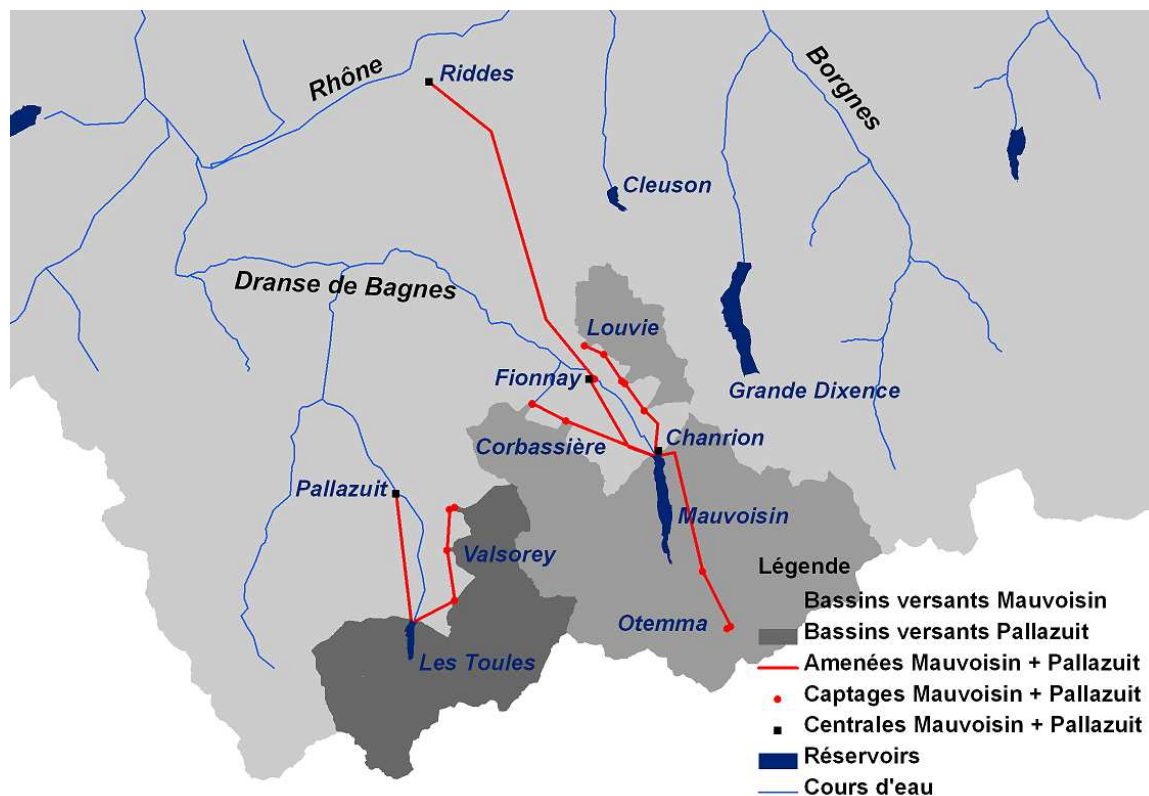 Rhône
Riddes
Borgnes
Cleuson
Dranse de Bagnes
Louvie
Fionnay
Grande Dixence
Corbassière
Chanrion
Pallazuit
Mauvoisin
Valsorey
Otemma
Les Toules
Légende
Bassins versants Mauvoisin
Bassins versants Pallazuit
Amenées Mauvoisin + Pallazuit
Captages Mauvoisin + Pallazuit
Centrales Mauvoisin + Pallazuit
Réservoirs
Cours d'eau